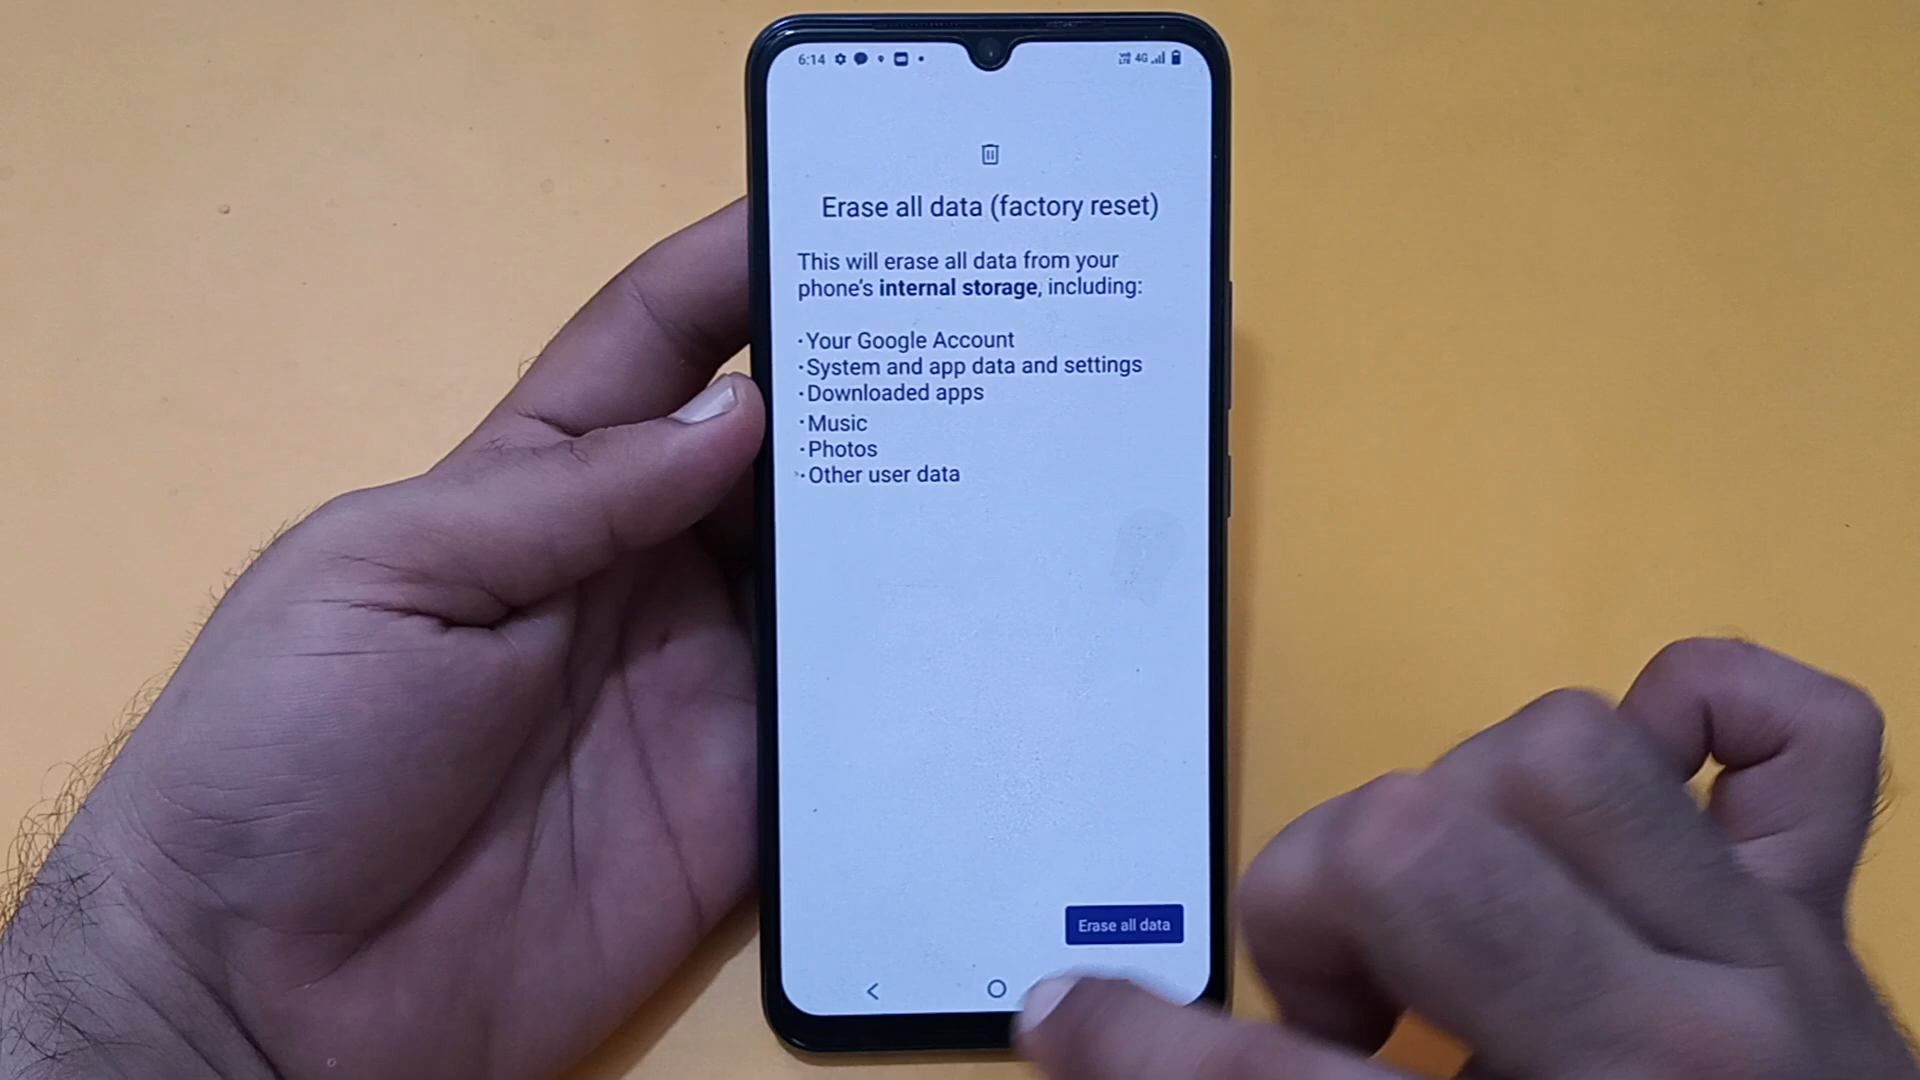 6:14
4G
Erase all data (factory reset)
This will erase all data from your
phone's internal storage, including:
·Your Google Account
·System and app data and settings
·Downloaded apps
·Music
·Photos
·Other user data
Erase all data